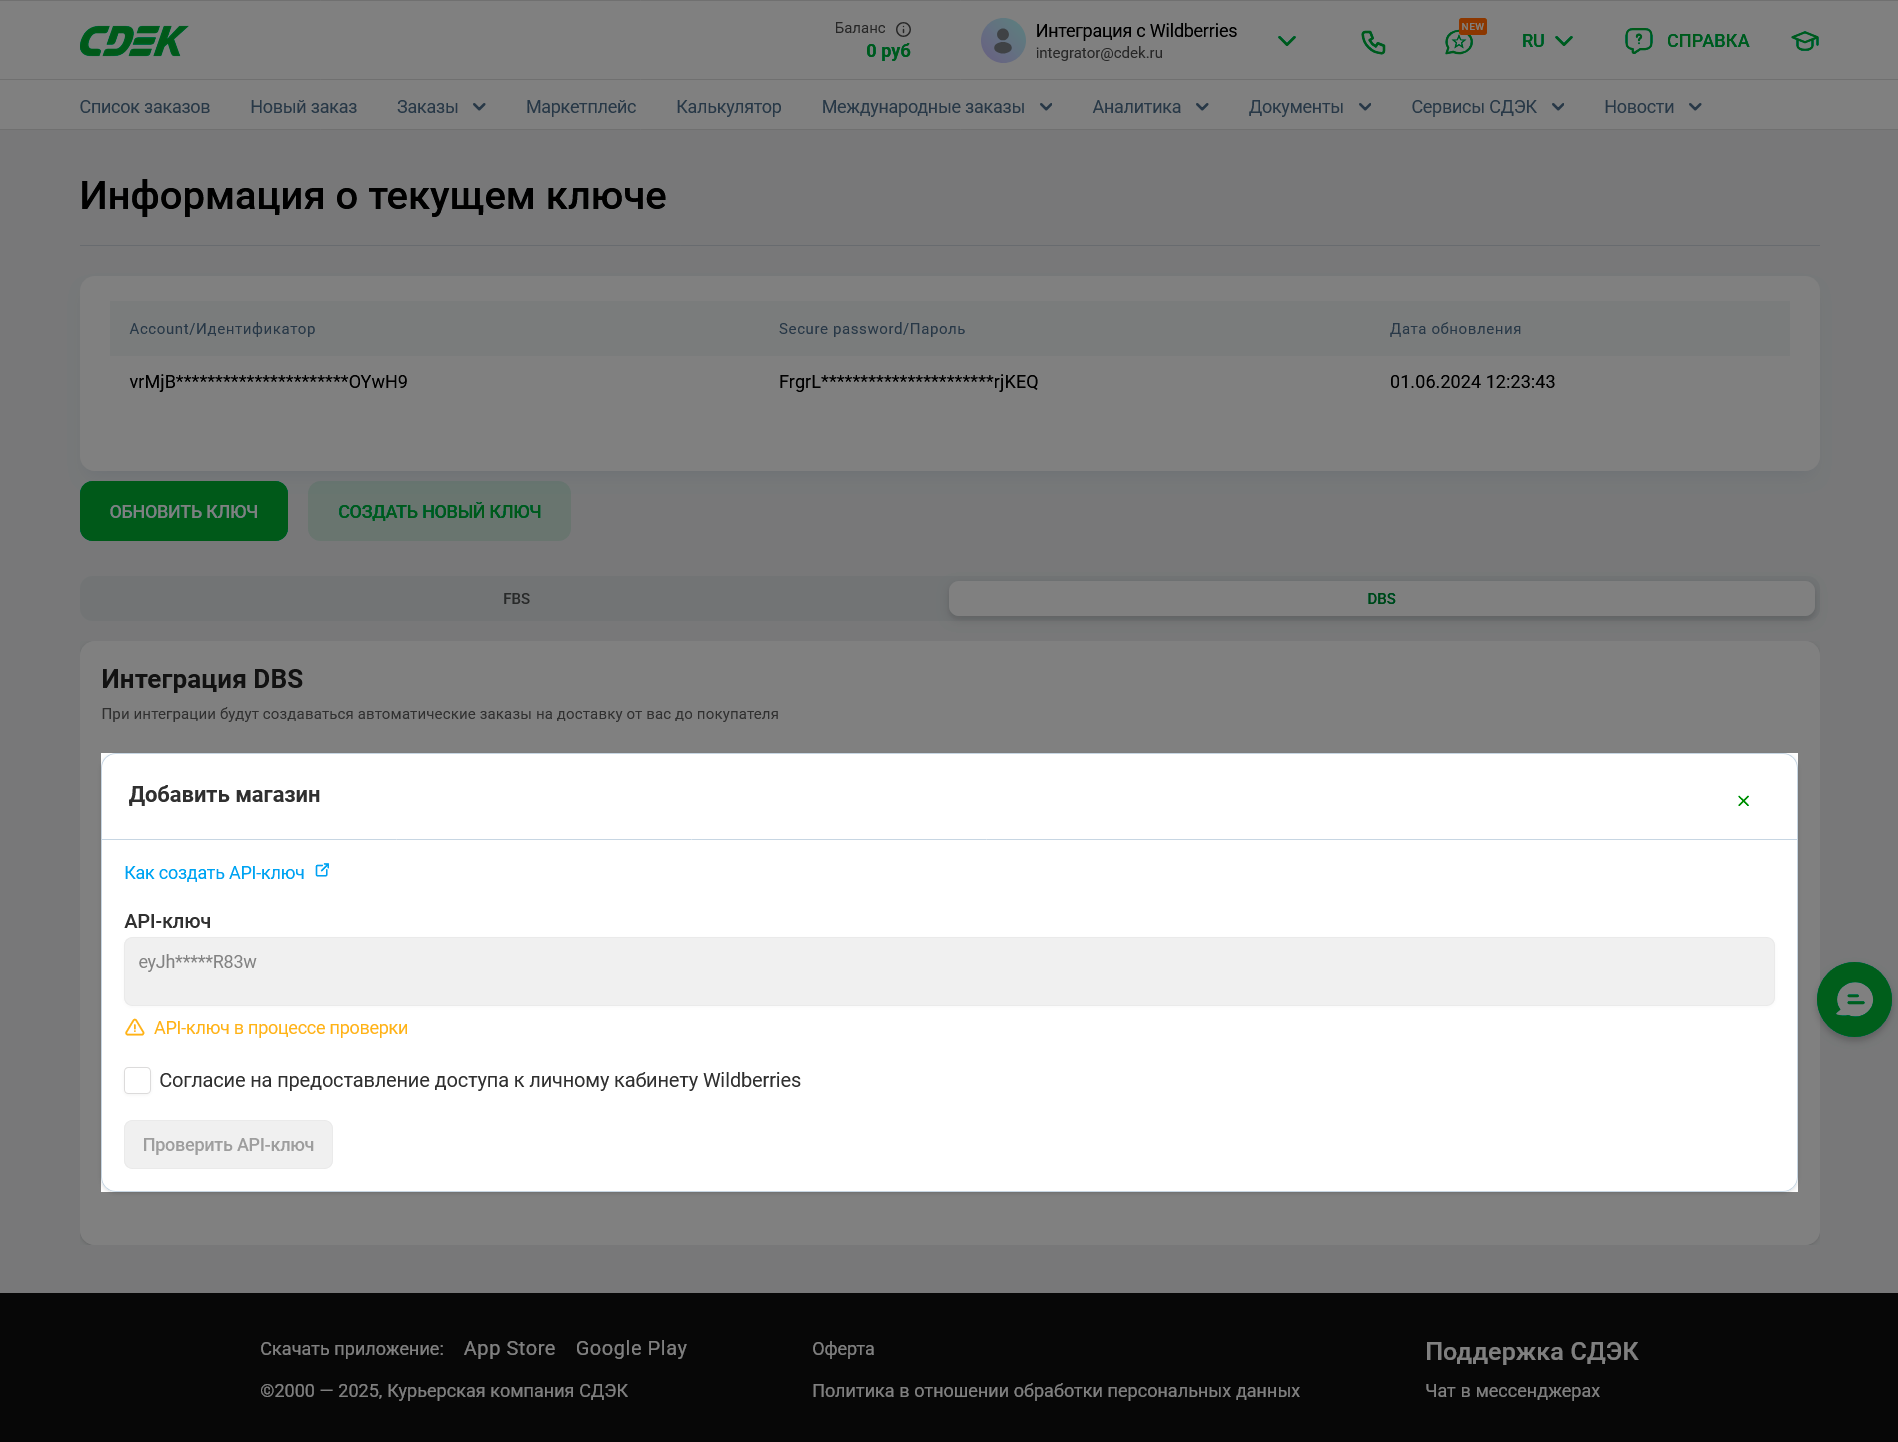 CDEK
Баланс
0 руб
Интеграция с Wildberries
integrator@cdek.ru
NEW
RU
СПРАВКА
Список заказов
Новый заказ
Заказы
Маркетплейс
Калькулятор
Международные заказы
Аналитика
Документы
Сервисы СДЭК
Новости
Информация о текущем ключе
Account/Идентификатор
Secure password/Пароль
Дата обновления
vrMjB**********************OYwH9
FrgrL**********************rjKEQ
01.06.2024 12:23:43
ОБНОВИТЬ КЛЮЧ
СОЗДАТЬ НОВЫЙ КЛЮЧ
FBS
DBS
Интеграция DBS
При интеграции будут создаваться автоматические заказы на доставку от вас до покупателя
Добавить магазин
Как создать API-ключ
API-ключ
eyJh*****R83w
API-ключ в процессе проверки
Согласие на предоставление доступа к личному кабинету Wildberries
Проверить API-ключ
Скачать приложение: App Store Google Play
©2000 — 2025, Курьерская компания СДЭК
Оферта
Политика в отношении обработки персональных данных
Поддержка СДЭК
Чат в мессенджерах